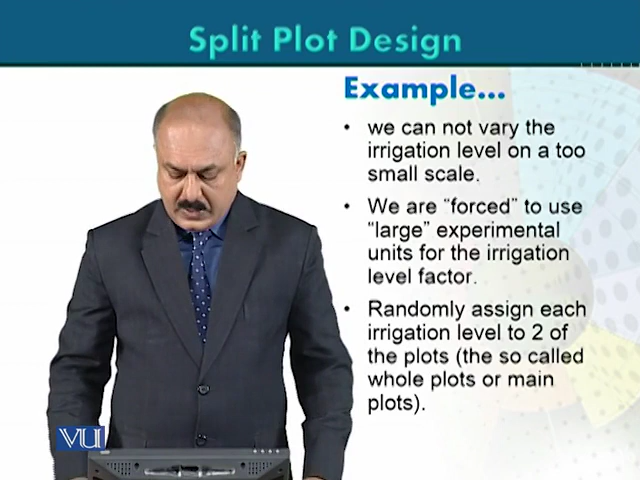 Split Plot Design
Example...
• we can not vary the
irrigation level on a too
small scale.
• We are “forced” to use
“large” experimental
units for the irrigation
level factor.
• Randomly assign each
irrigation level to 2 of
the plots (the so called
whole plots or main
plots).
VU